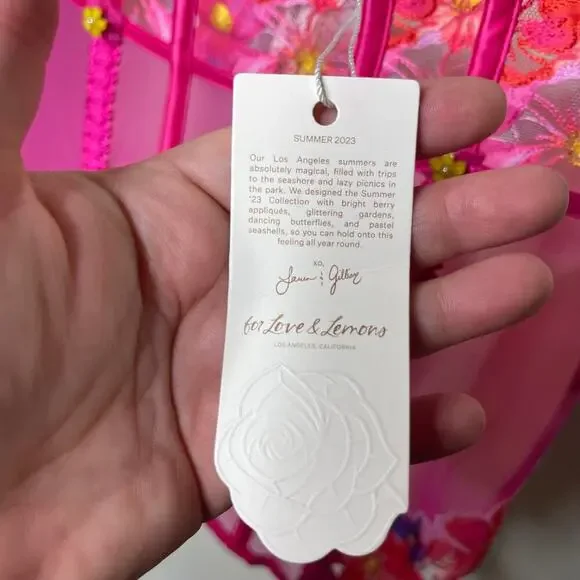 SUMMER 2023
Our Los Angeles summers are
absolutely magical, filled with trips
to the seashore and lazy picnics in
the park. We designed the Summer
'23 Collection with bright berry
appliqués, glittering gardens,
dancing butterflies, and pastel
seashells, so you can hold onto this
feeling all year round.
XO,
for Love & Lemons
LOS ANGELES, CALIFORNIA